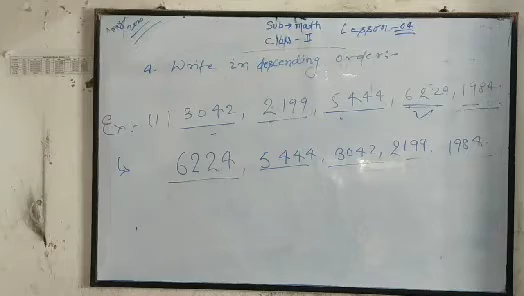 Sub → math Lesson - 04
Class - II
a. Write in descending order:-
Ex: (1) 3042, 2199, 5444, 6224, 1984.
↳ 6224, 5444, 3042, 2199. 1984.